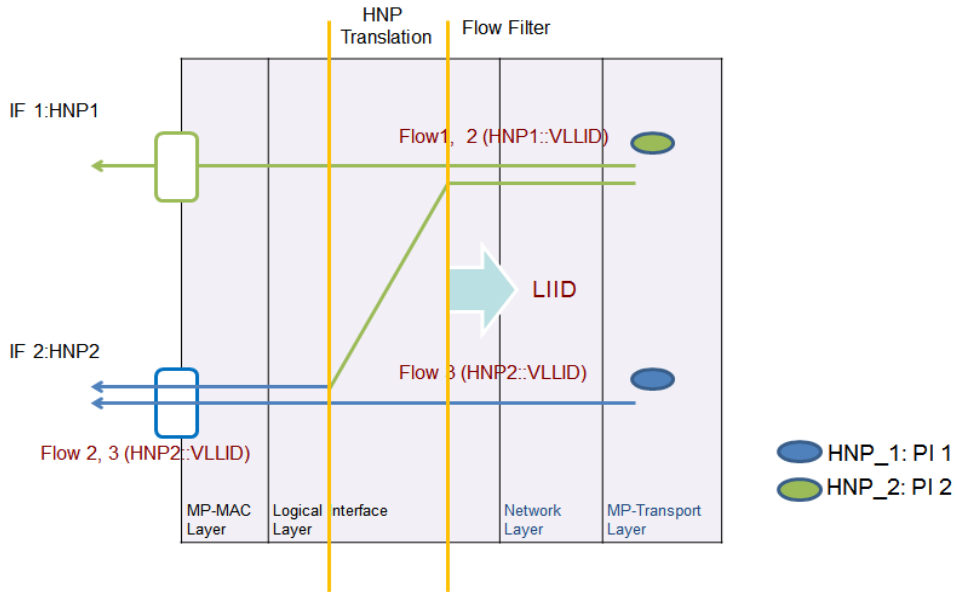 HNP
Translation
Flow Filter
IF 1:HNP1
Flow1, 2 (HNP1::VLLID)
LIID
IF 2:HNP2
Flow 3 (HNP2::VLLID)
Flow 2, 3 (HNP2::VLLID)
HNP_1: PI 1
HNP_2: PI 2
MP-MAC
Layer
Logical Interface
Layer
Network
Layer
MP-Transport
Layer